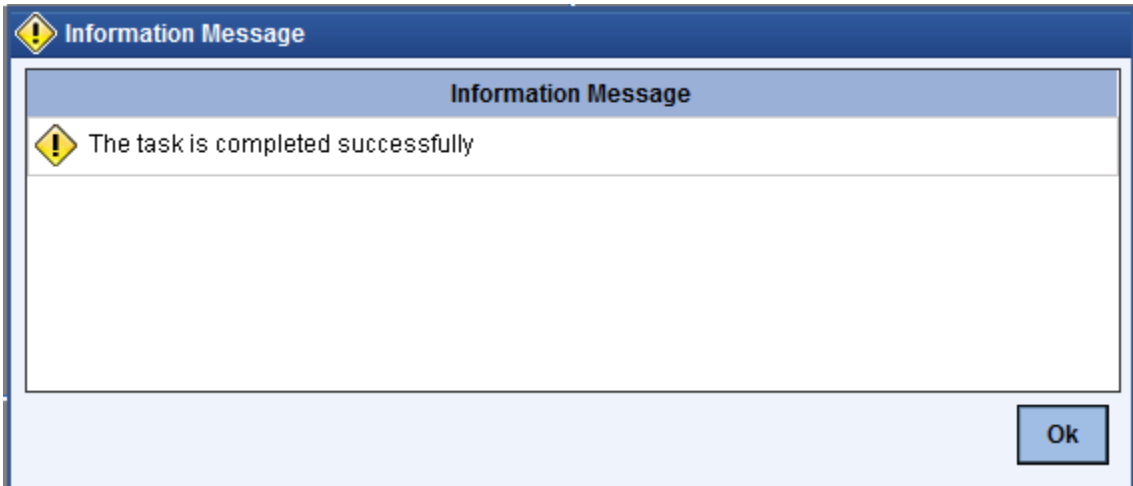 Information Message
Information Message
The task is completed successfully
Ok